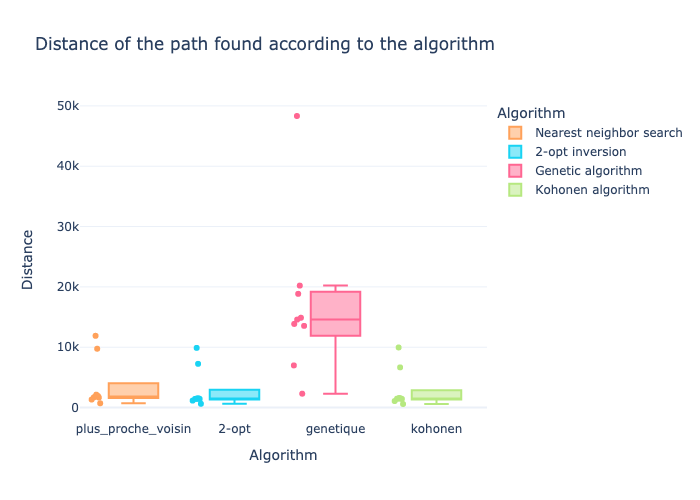 Distance of the path found according to the algorithm
Algorithm
Nearest neighbor search
2-opt inversion
Genetic algorithm
Kohonen algorithm
Distance
50k
40k
30k
20k
10k
0
plus_proche_voisin
2-opt
genetique
kohonen
Algorithm